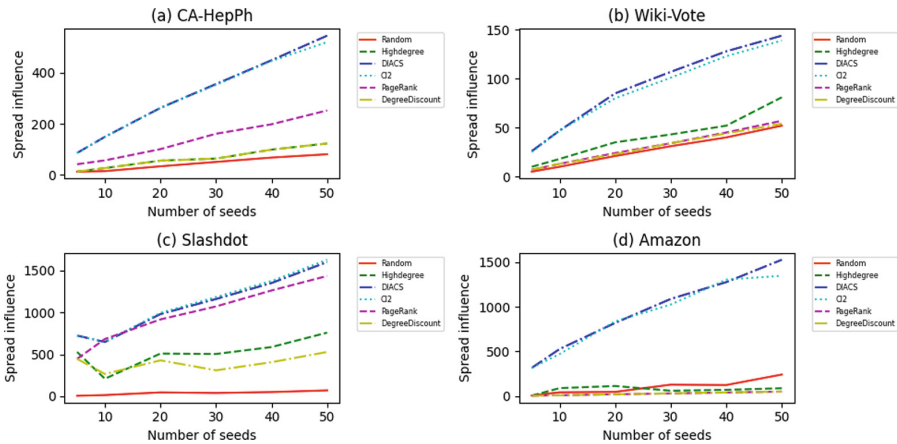 (a) CA-HepPh
Spread influence
400
200
0
10 20 30 40 50
Number of seeds
Random
Highdegree
DIACS
CI2
PageRank
DegreeDiscount
(b) Wiki-Vote
Spread influence
150
100
50
0
10 20 30 40 50
Number of seeds
Random
Highdegree
DIACS
CI2
PageRank
DegreeDiscount
(c) Slashdot
Spread influence
1500
1000
500
0
10 20 30 40 50
Number of seeds
Random
Highdegree
DIACS
CI2
PageRank
DegreeDiscount
(d) Amazon
Spread influence
1500
1000
500
0
10 20 30 40 50
Number of seeds
Random
Highdegree
DIACS
CI2
PageRank
DegreeDiscount